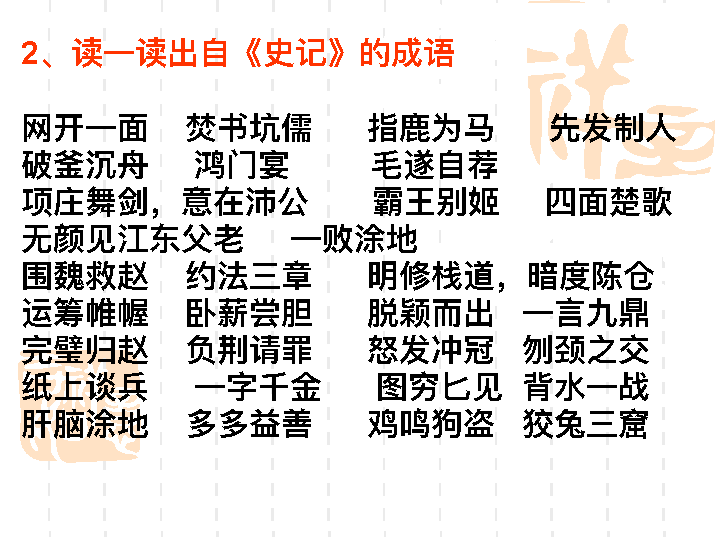 2、读一读出自《史记》的成语
网开一面 焚书坑儒 指鹿为马 先发制人
破釜沉舟 鸿门宴 毛遂自荐
项庄舞剑，意在沛公 霸王别姬 四面楚歌
无颜见江东父老 一败涂地
围魏救赵 约法三章 明修栈道，暗度陈仓
运筹帷幄 卧薪尝胆 脱颖而出 一言九鼎
完璧归赵 负荆请罪 怒发冲冠 刎颈之交
纸上谈兵 一字千金 图穷匕见 背水一战
肝脑涂地 多多益善 鸡鸣狗盗 狡兔三窟